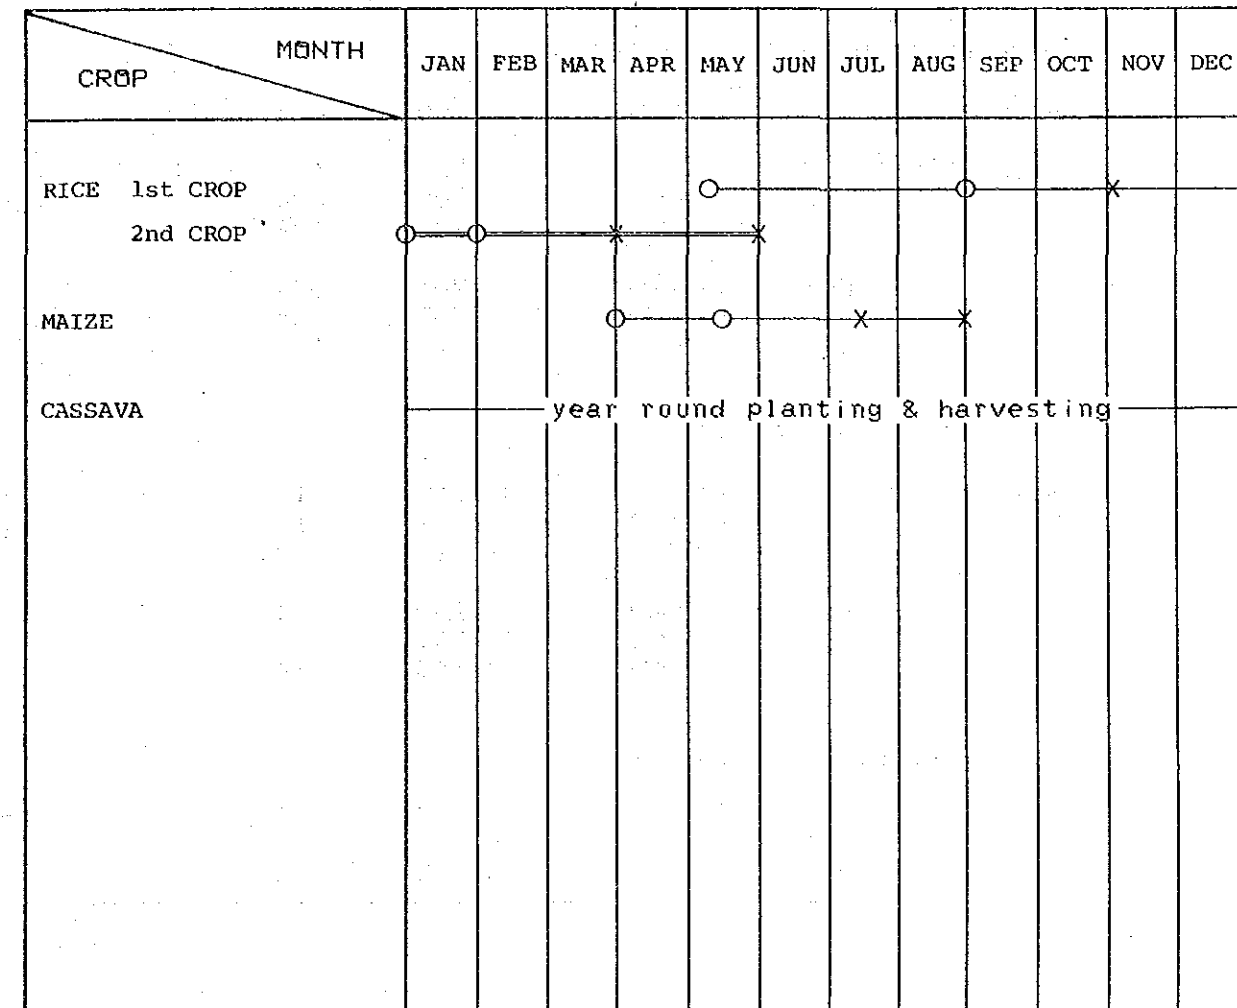 MONTH
CROP
JAN FEB MAR APR MAY JUN JUL AUG SEP OCT NOV DEC
RICE 1st CROP
2nd CROP
MAIZE
CASSAVA
year round planting & harvesting